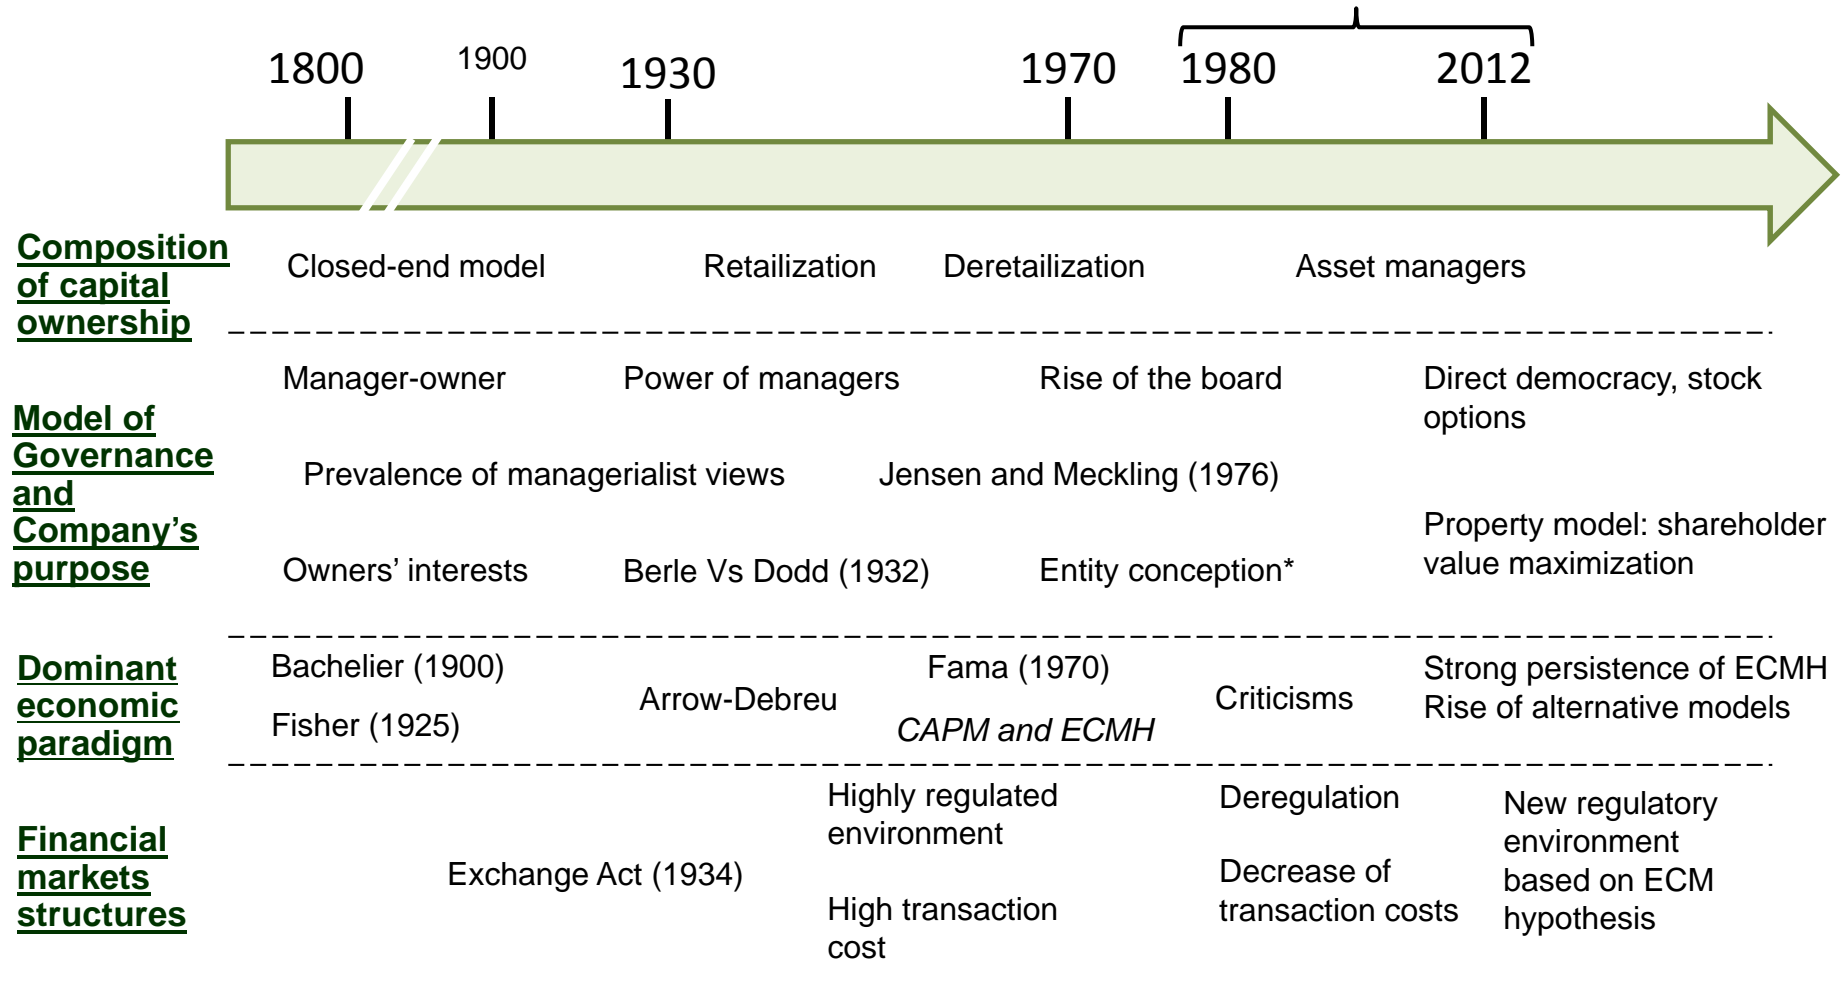 1800
1900
1930
1970
1980
2012
Composition
of capital
ownership
Closed-end model
Retailization
Deretailization
Asset managers
Model of
Governance
and
Company’s
purpose
Manager-owner
Power of managers
Rise of the board
Direct democracy, stock
options
Prevalence of managerialist views
Jensen and Meckling (1976)
Owners’ interests
Berle Vs Dodd (1932)
Entity conception*
Property model: shareholder
value maximization
Dominant
economic
paradigm
Bachelier (1900)
Fisher (1925)
Arrow-Debreu
Fama (1970)
CAPM and ECMH
Criticisms
Strong persistence of ECMH
Rise of alternative models
Financial
markets
structures
Exchange Act (1934)
Highly regulated
environment
High transaction
cost
Deregulation
Decrease of
transaction costs
New regulatory
environment
based on ECM
hypothesis